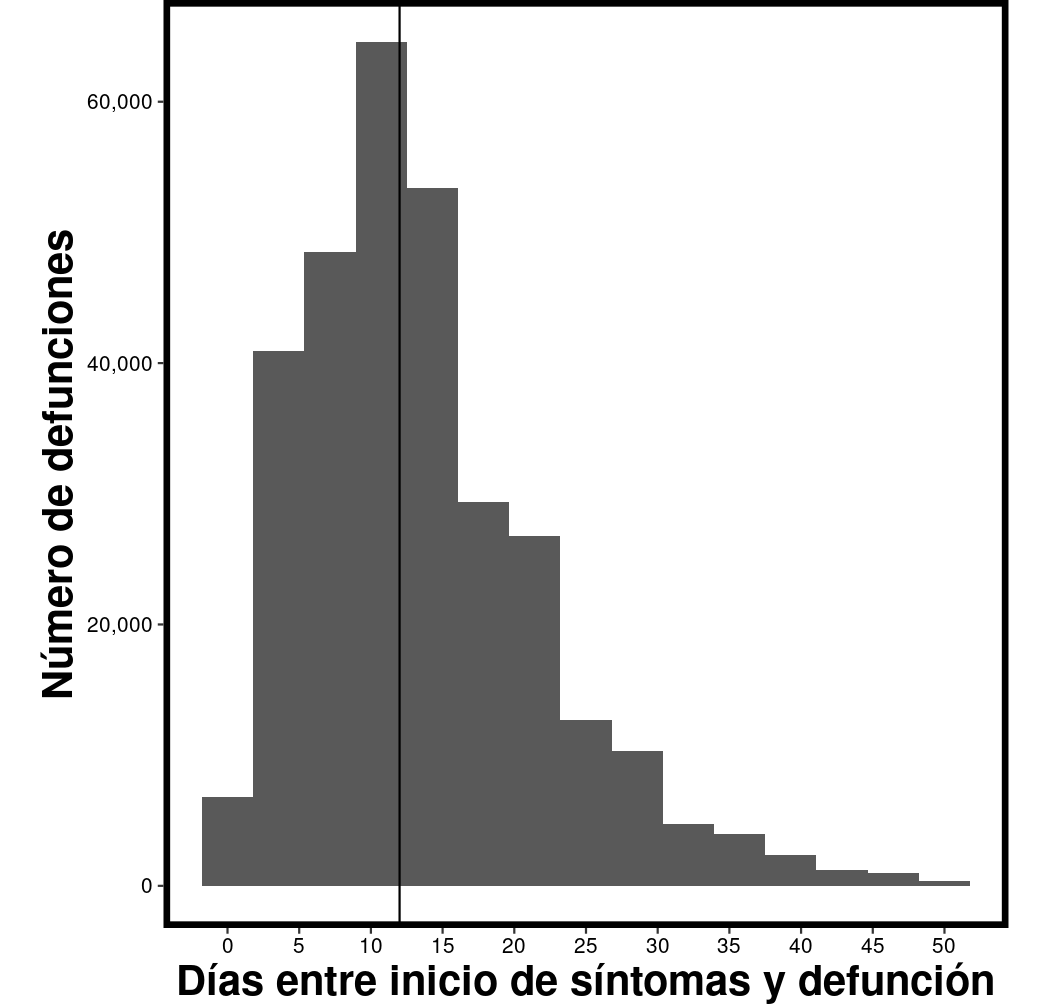 Número de defunciones
60,000
40,000
20,000
0
0 5 10 15 20 25 30 35 40 45 50
Días entre inicio de síntomas y defunción